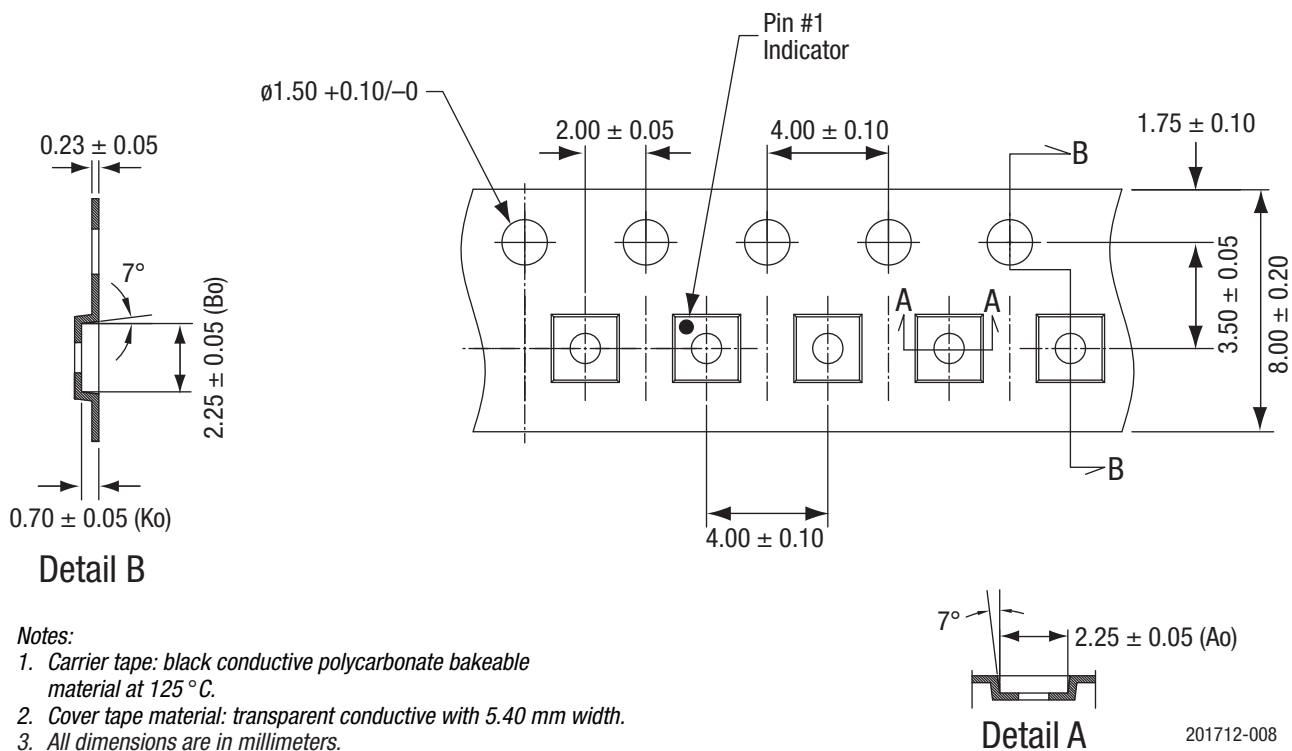 Pin #1
Indicator
ø1.50 +0.10/–0
0.23 ± 0.05
2.00 ± 0.05
4.00 ± 0.10
1.75 ± 0.10
B
7°
2.25 ± 0.05 (Bo)
A
A
3.50 ± 0.05
8.00 ± 0.20
B
0.70 ± 0.05 (Ko)
4.00 ± 0.10
Detail B
7°
2.25 ± 0.05 (Ao)
Detail A
Notes:
1. Carrier tape: black conductive polycarbonate bakeable
material at 125 °C.
2. Cover tape material: transparent conductive with 5.40 mm width.
3. All dimensions are in millimeters.
201712-008